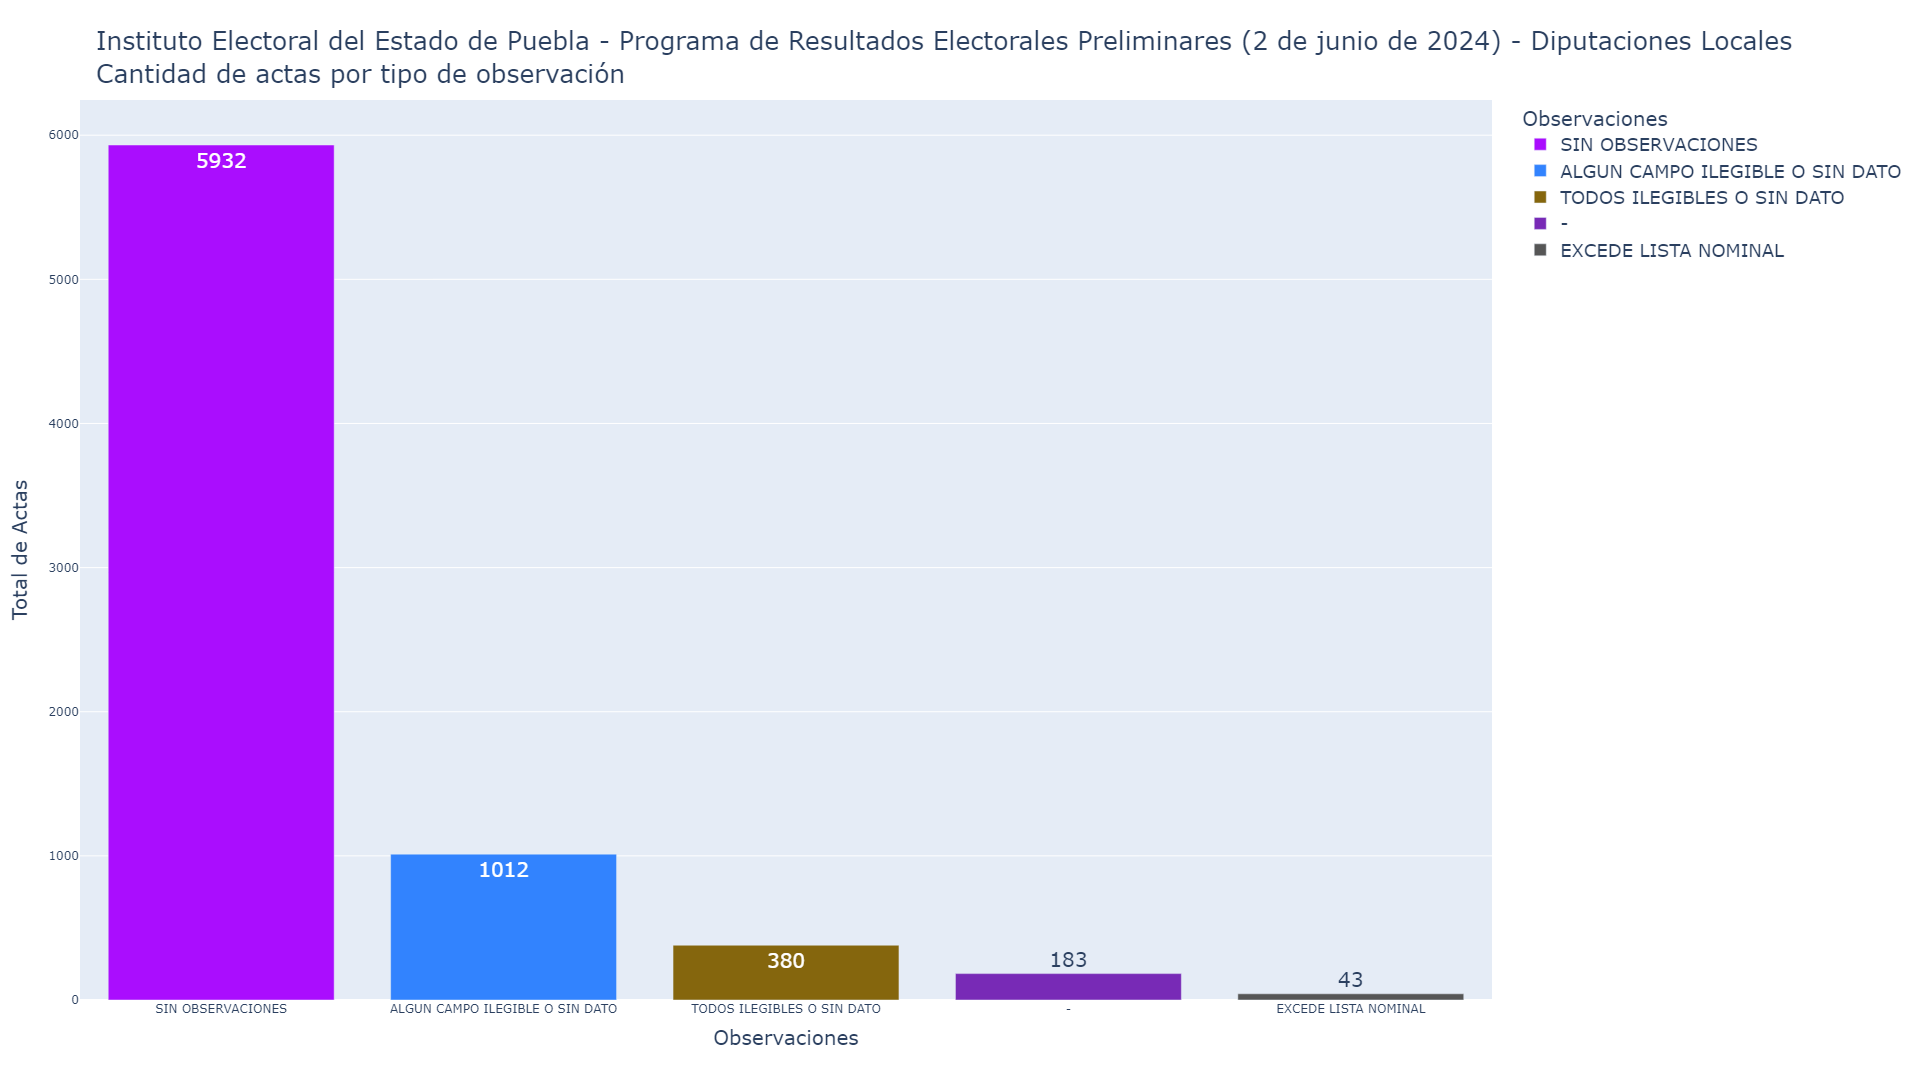 Instituto Electoral del Estado de Puebla - Programa de Resultados Electorales Preliminares (2 de junio de 2024) - Diputaciones Locales
Cantidad de actas por tipo de observación
Observaciones
SIN OBSERVACIONES
ALGUN CAMPO ILEGIBLE O SIN DATO
TODOS ILEGIBLES O SIN DATO
-
EXCEDE LISTA NOMINAL
Total de Actas
6000
5000
4000
3000
2000
1000
0
5932
1012
380
183
43
SIN OBSERVACIONES
ALGUN CAMPO ILEGIBLE O SIN DATO
TODOS ILEGIBLES O SIN DATO
-
EXCEDE LISTA NOMINAL
Observaciones